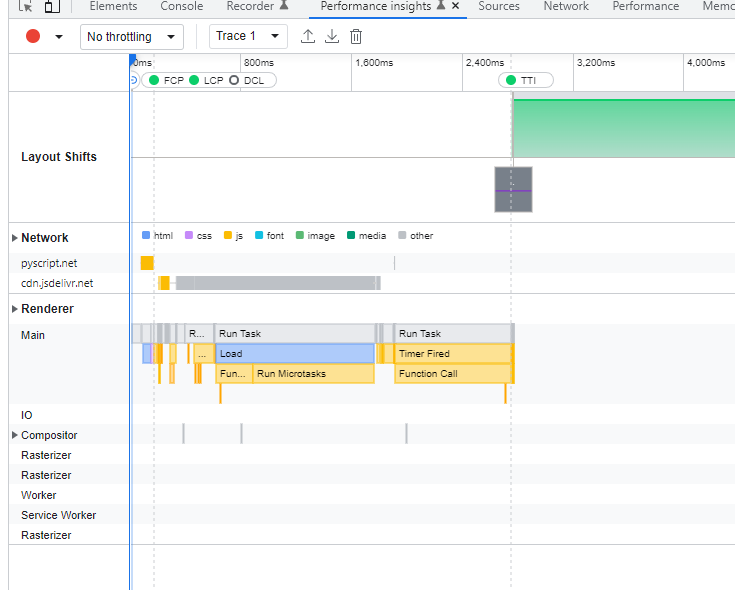 Elements Console Recorder Performance insights Sources Network Performance
No throttling Trace 1
0ms 800ms 1,600ms 2,400ms 3,200ms 4,000ms
FCP LCP DCL TTI
Layout Shifts
Network html css js font image media other
pyscript.net
cdn.jsdelivr.net
Renderer
Main R... Run Task Run Task
... Load Timer Fired
Fun... Run Microtasks Function Call
IO
Compositor
Rasterizer
Rasterizer
Worker
Service Worker
Rasterizer